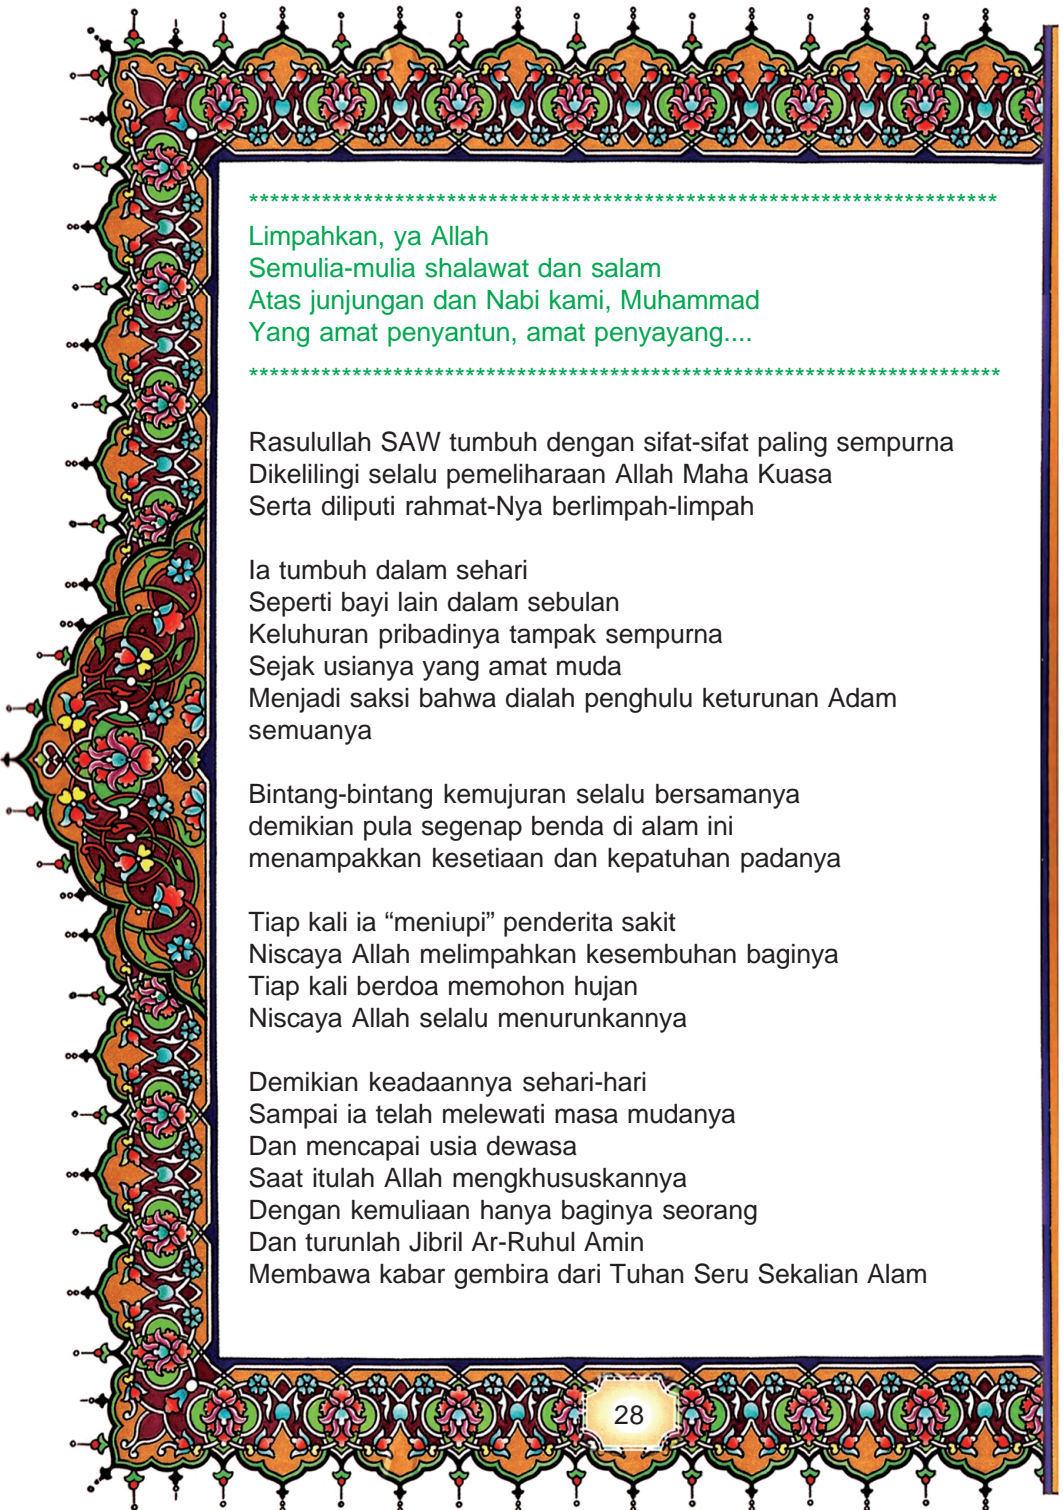 ************************************************************************
Limpahkan, ya Allah
Semulia-mulia shalawat dan salam
Atas junjungan dan Nabi kami, Muhammad
Yang amat penyantun, amat penyayang....
*************************************************************************
Rasulullah SAW tumbuh dengan sifat-sifat paling sempurna
Dikelilingi selalu pemeliharaan Allah Maha Kuasa
Serta diliputi rahmat-Nya berlimpah-limpah
Ia tumbuh dalam sehari
Seperti bayi lain dalam sebulan
Keluhuran pribadinya tampak sempurna
Sejak usianya yang amat muda
Menjadi saksi bahwa dialah penghulu keturunan Adam
semuanya
Bintang-bintang kemujuran selalu bersamanya
demikian pula segenap benda di alam ini
menampakkan kesetiaan dan kepatuhan padanya
Tiap kali ia “meniupi” penderita sakit
Niscaya Allah melimpahkan kesembuhan baginya
Tiap kali berdoa memohon hujan
Niscaya Allah selalu menurunkannya
Demikian keadaannya sehari-hari
Sampai ia telah melewati masa mudanya
Dan mencapai usia dewasa
Saat itulah Allah mengkhususkannya
Dengan kemuliaan hanya baginya seorang
Dan turunlah Jibril Ar-Ruhul Amin
Membawa kabar gembira dari Tuhan Seru Sekalian Alam
28